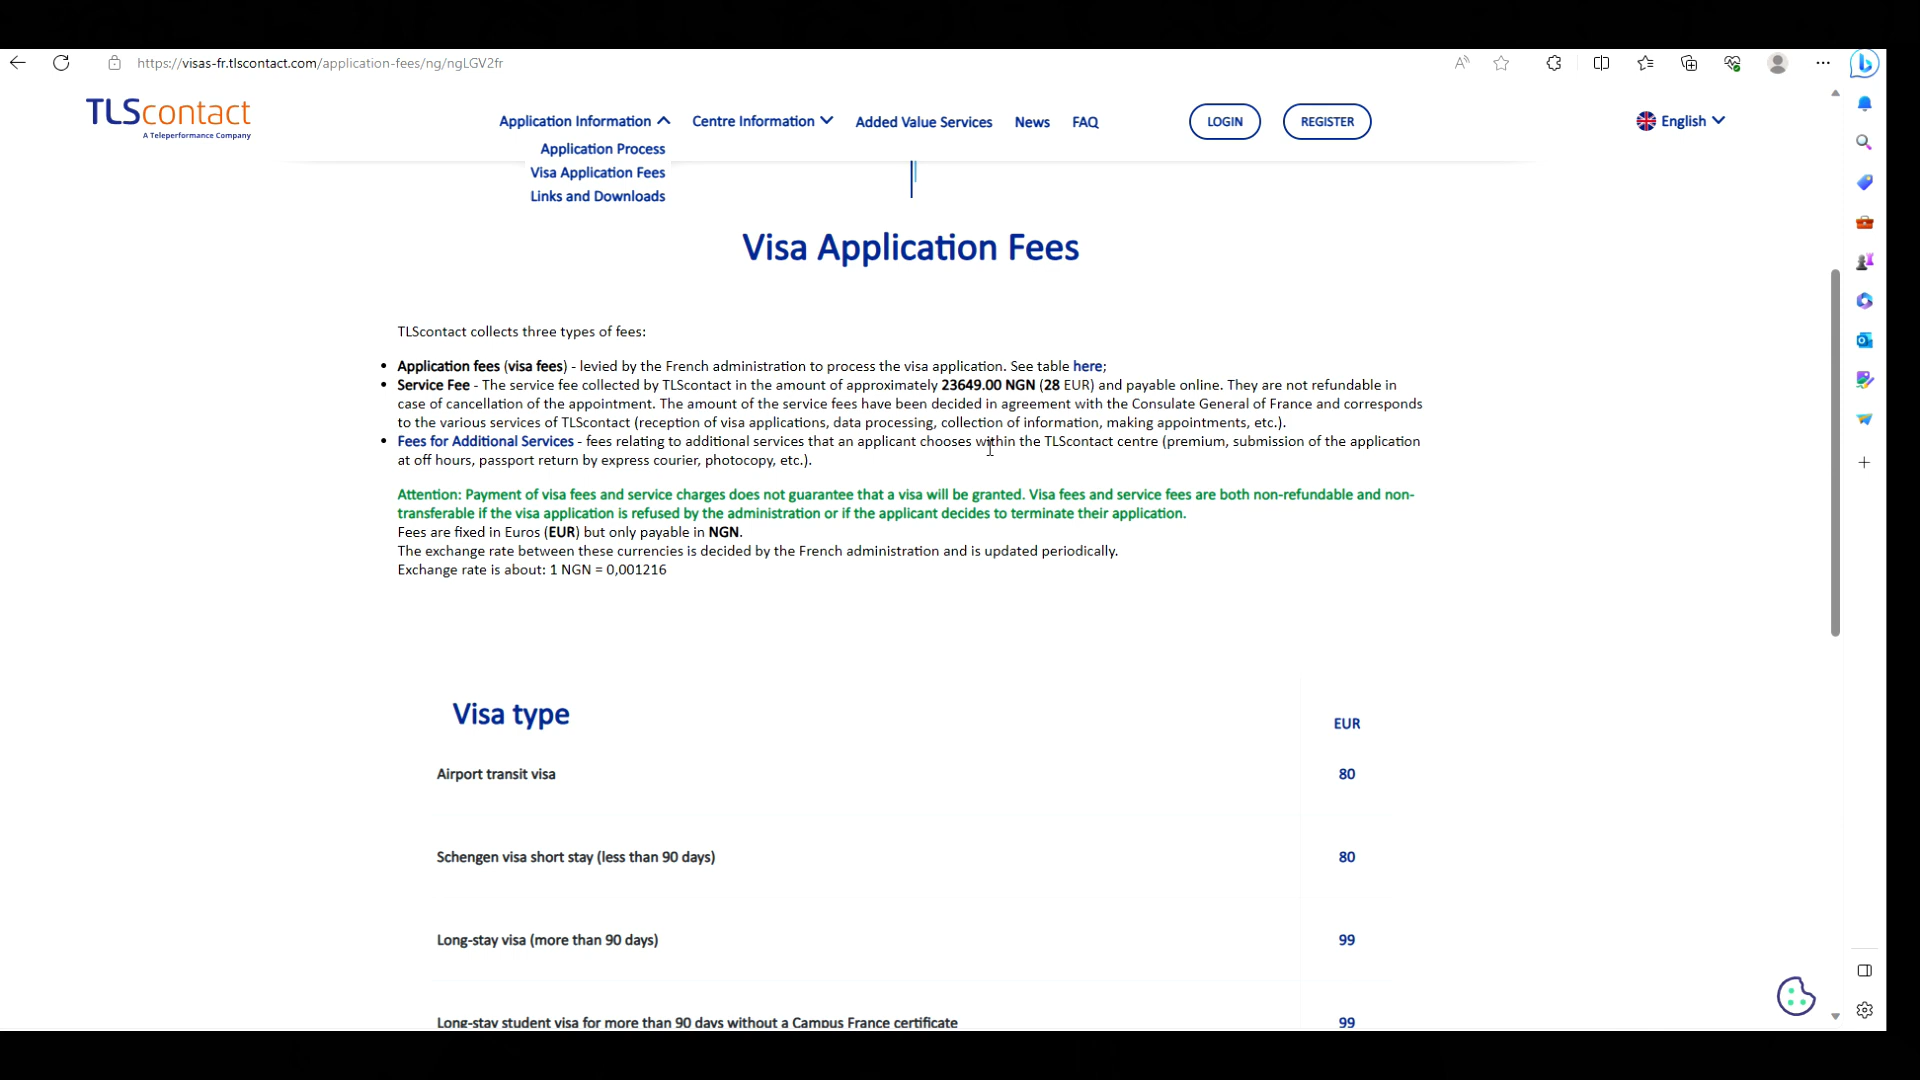 https://visas-fr.tlscontact.com/application-fees/ng/ngLGV2fr
TLScontact
A Teleperformance Company
Application Information
Centre Information
Added Value Services
News
FAQ
LOGIN
REGISTER
English
Application Process
Visa Application Fees
Links and Downloads
Visa Application Fees
TLScontact collects three types of fees:
• Application fees (visa fees) - levied by the French administration to process the visa application. See table here;
• Service Fee - The service fee collected by TLScontact in the amount of approximately 23649.00 NGN (28 EUR) and payable online. They are not refundable in
case of cancellation of the appointment. The amount of the service fees have been decided in agreement with the Consulate General of France and corresponds
to the various services of TLScontact (reception of visa applications, data processing, collection of information, making appointments, etc.).
• Fees for Additional Services - fees relating to additional services that an applicant chooses within the TLScontact centre (premium, submission of the application
at off hours, passport return by express courier, photocopy, etc.).
Attention: Payment of visa fees and service charges does not guarantee that a visa will be granted. Visa fees and service fees are both non-refundable and non-
transferable if the visa application is refused by the administration or if the applicant decides to terminate their application.
Fees are fixed in Euros (EUR) but only payable in NGN.
The exchange rate between these currencies is decided by the French administration and is updated periodically.
Exchange rate is about: 1 NGN = 0,001216
Visa type
EUR
Airport transit visa
80
Schengen visa short stay (less than 90 days)
80
Long-stay visa (more than 90 days)
99
Long-stay student visa for more than 90 days without a Campus France certificate
99